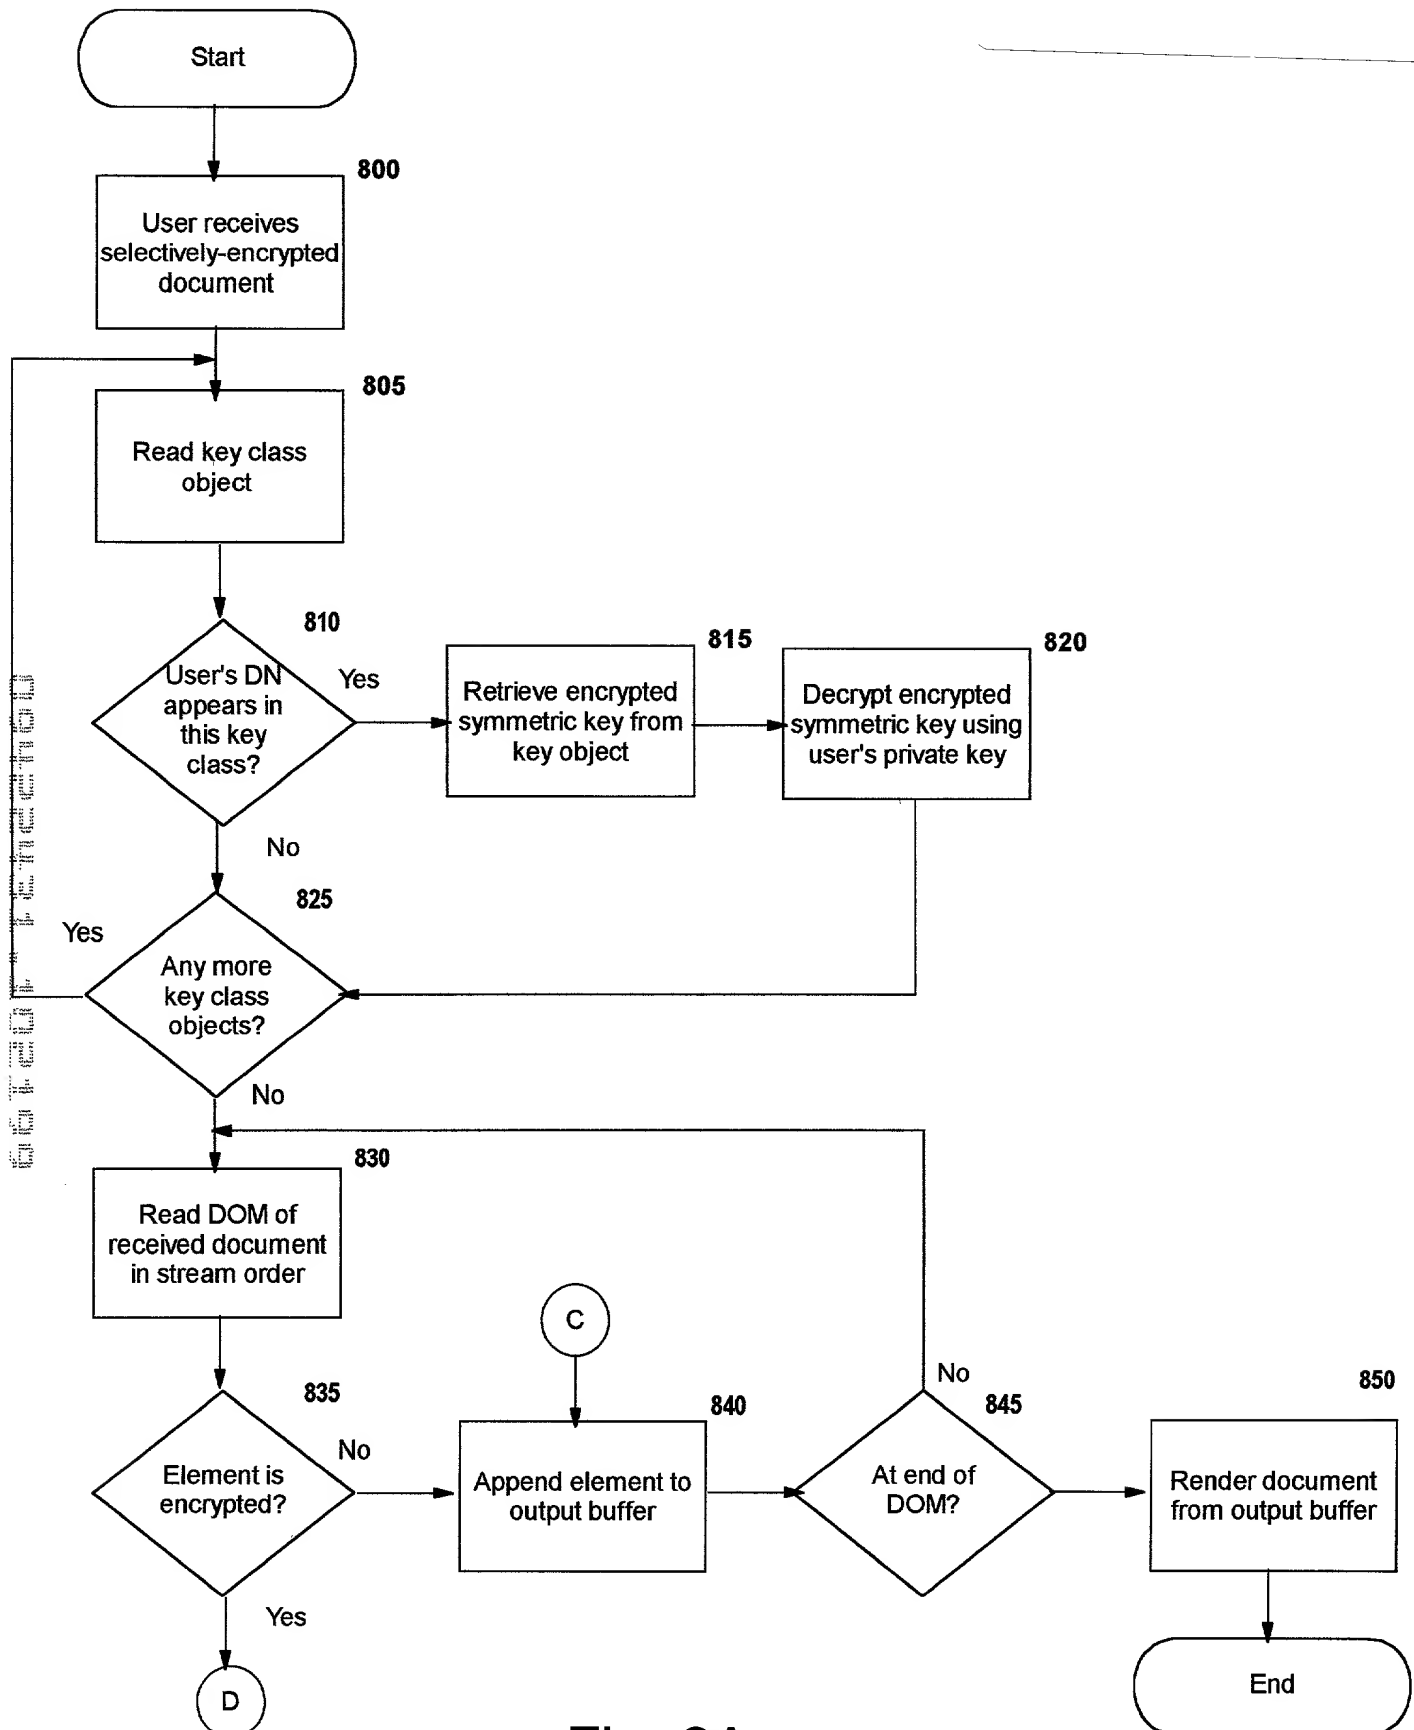 Start
800
User receives
selectively-encrypted
document
805
Read key class
object
810
User's DN
appears in
this key
class?
Yes
815
Retrieve encrypted
symmetric key from
key object
820
Decrypt encrypted
symmetric key using
user's private key
No
825
Yes
Any more
key class
objects?
No
830
Read DOM of
received document
in stream order
C
835
Element is
encrypted?
No
840
Append element to
output buffer
No
845
At end of
DOM?
850
Render document
from output buffer
Yes
D
End